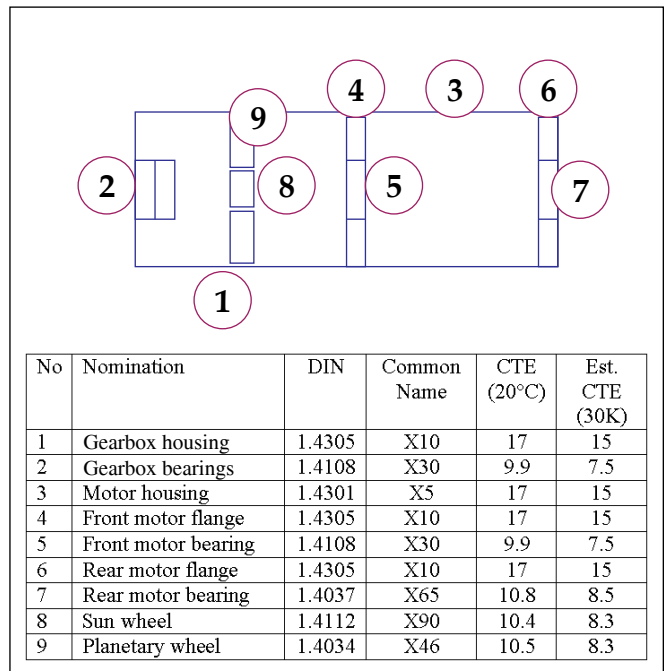 4 3 6
9
2 8 5 7
1
No Nomination DIN Common Name CTE (20°C) Est. CTE (30K)
1 Gearbox housing 1.4305 X10 17 15
2 Gearbox bearings 1.4108 X30 9.9 7.5
3 Motor housing 1.4301 X5 17 15
4 Front motor flange 1.4305 X10 17 15
5 Front motor bearing 1.4108 X30 9.9 7.5
6 Rear motor flange 1.4305 X10 17 15
7 Rear motor bearing 1.4037 X65 10.8 8.5
8 Sun wheel 1.4112 X90 10.4 8.3
9 Planetary wheel 1.4034 X46 10.5 8.3